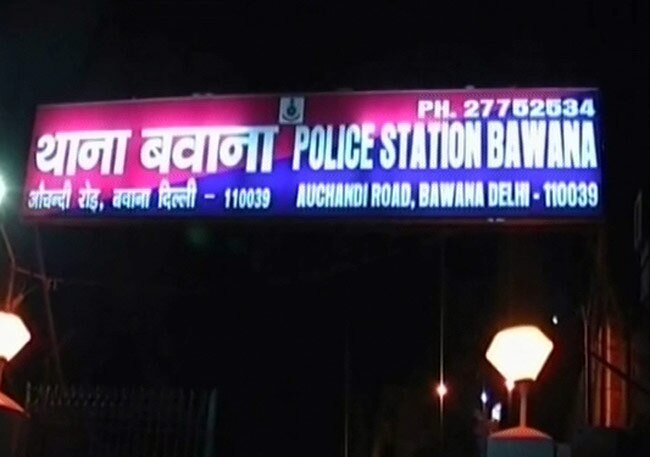 PH. 27752534
थाना बवाना POLICE STATION BAWANA
औचन्दी रोड़, बवाना दिल्ली - 110039 AUCHANDI ROAD, BAWANA DELHI - 110039